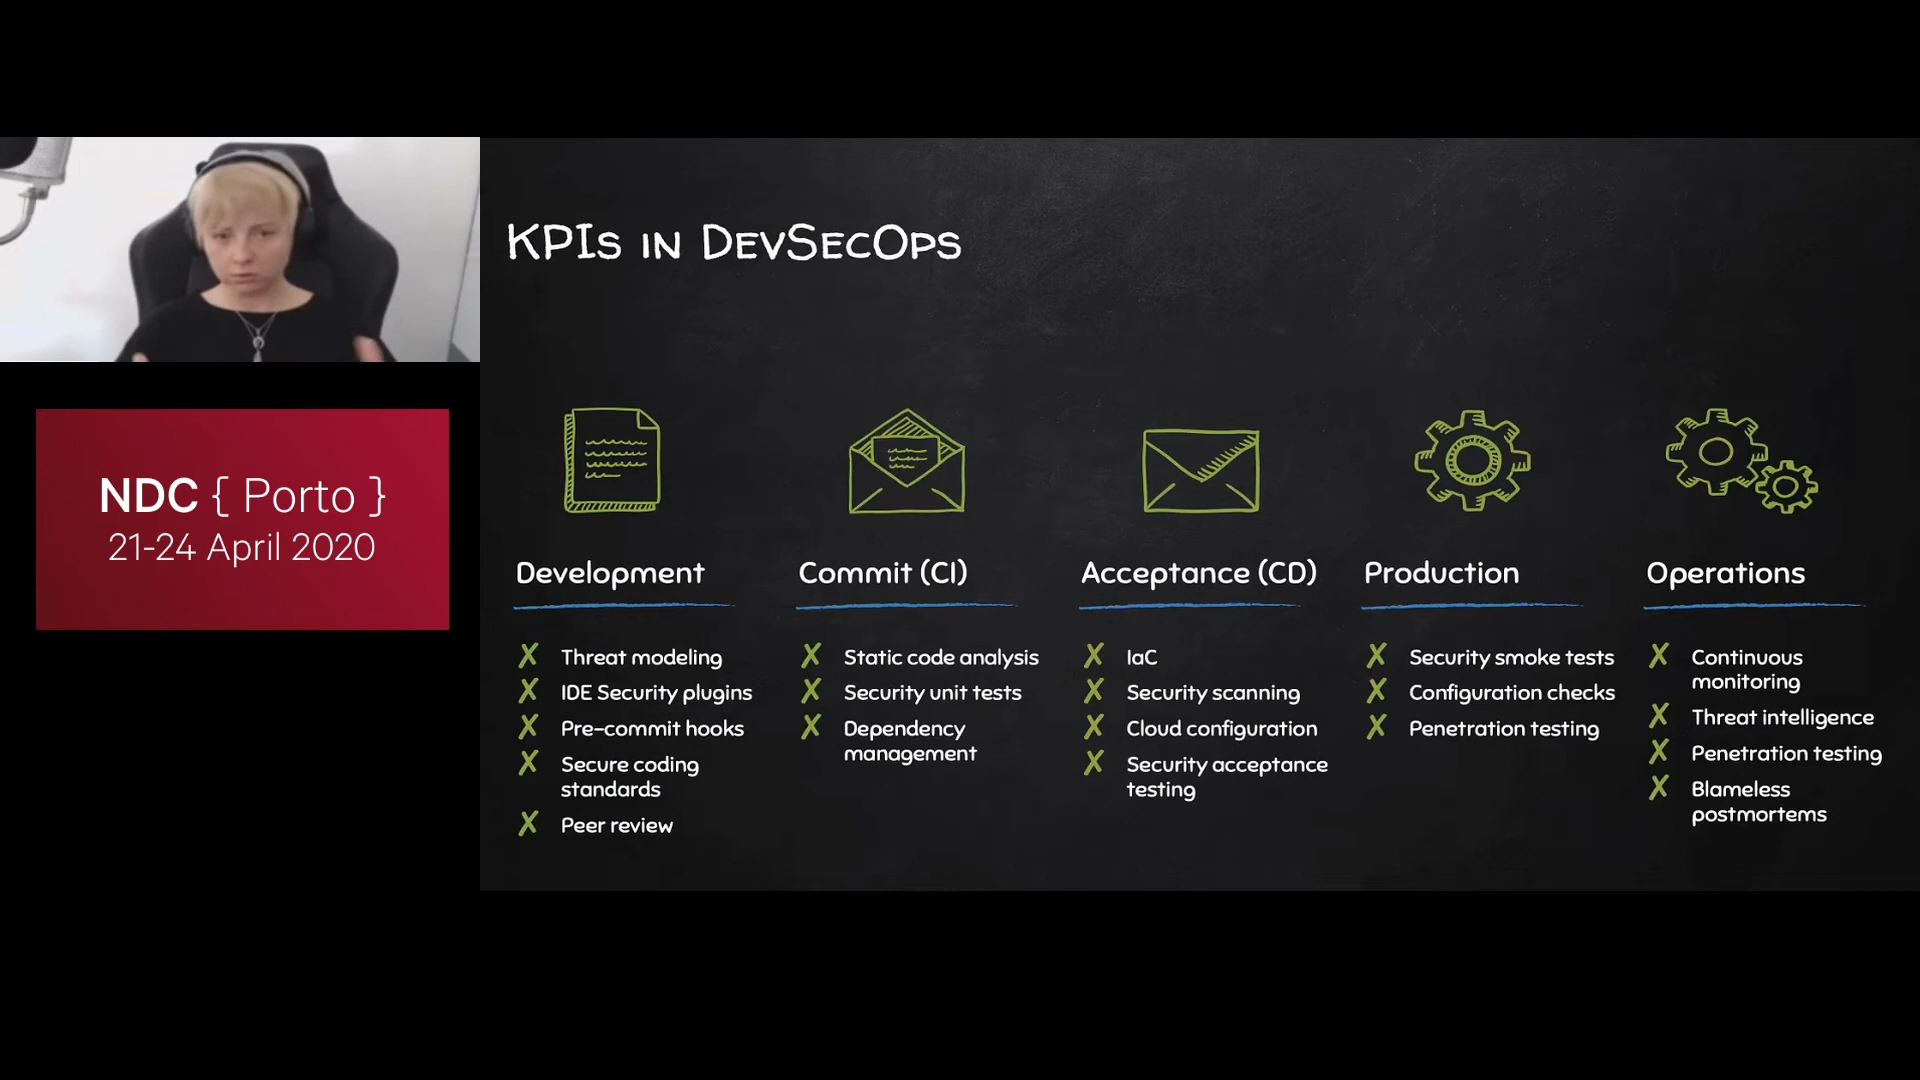 KPIs in DevSecOps
NDC { Porto }
21-24 April 2020
Development
✗ Threat modeling
✗ IDE Security plugins
✗ Pre-commit hooks
✗ Secure coding
standards
✗ Peer review
Commit (CI)
✗ Static code analysis
✗ Security unit tests
✗ Dependency
management
Acceptance (CD)
✗ IaC
✗ Security scanning
✗ Cloud configuration
✗ Security acceptance
testing
Production
✗ Security smoke tests
✗ Configuration checks
✗ Penetration testing
Operations
✗ Continuous
monitoring
✗ Threat intelligence
✗ Penetration testing
✗ Blameless
postmortems